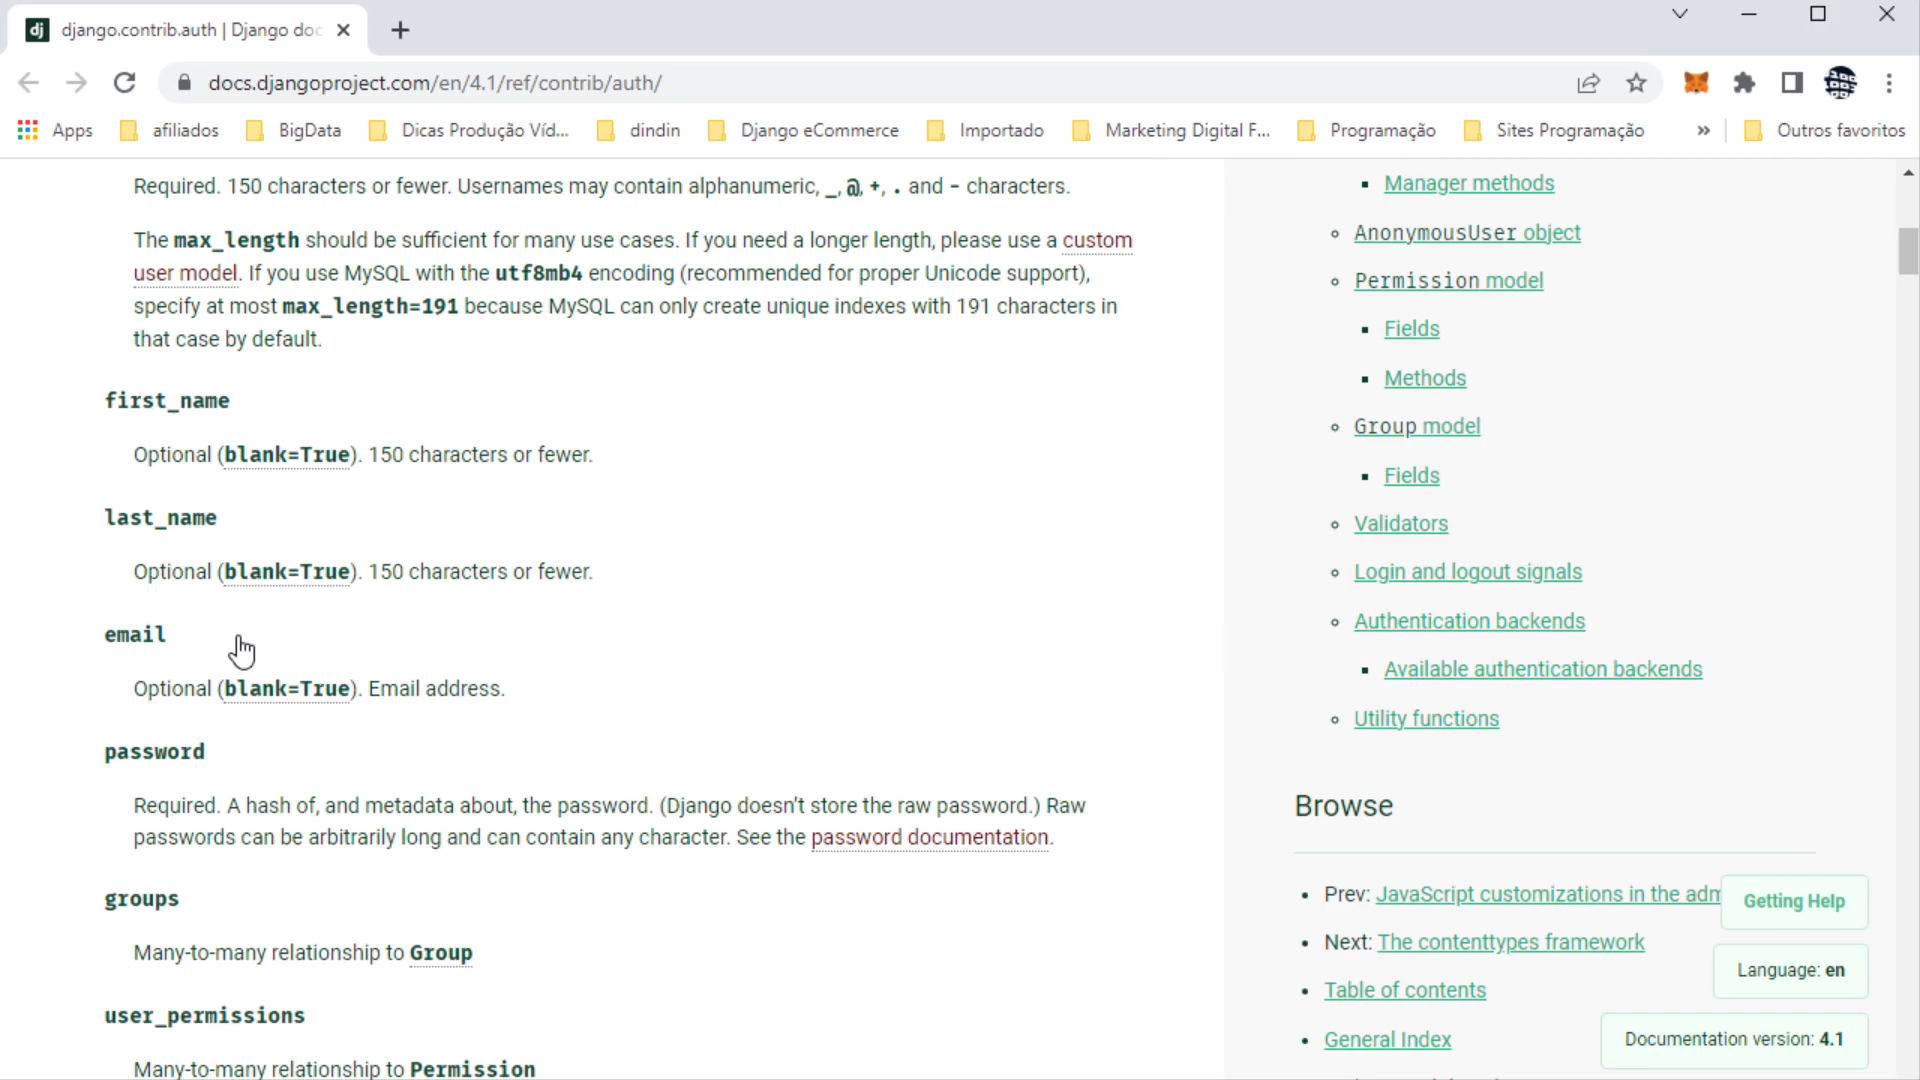 dj django.contrib.auth | Django doc
docs.djangoproject.com/en/4.1/ref/contrib/auth/
Apps afiliados BigData Dicas Produção Víd... dindin Django eCommerce Importado Marketing Digital F... Programação Sites Programação » Outros favoritos
Required. 150 characters or fewer. Usernames may contain alphanumeric, _, @, +, . and - characters.
The max_length should be sufficient for many use cases. If you need a longer length, please use a custom
user model. If you use MySQL with the utf8mb4 encoding (recommended for proper Unicode support),
specify at most max_length=191 because MySQL can only create unique indexes with 191 characters in
that case by default.
first_name
Optional (blank=True). 150 characters or fewer.
last_name
Optional (blank=True). 150 characters or fewer.
email
Optional (blank=True). Email address.
password
Required. A hash of, and metadata about, the password. (Django doesn't store the raw password.) Raw
passwords can be arbitrarily long and can contain any character. See the password documentation.
groups
Many-to-many relationship to Group
user_permissions
Many-to-many relationship to Permission
Manager methods
AnonymousUser object
Permission model
Fields
Methods
Group model
Fields
Validators
Login and logout signals
Authentication backends
Available authentication backends
Utility functions
Browse
Prev: JavaScript customizations in the adm
Next: The contenttypes framework
Table of contents
General Index
Getting Help
Language: en
Documentation version: 4.1